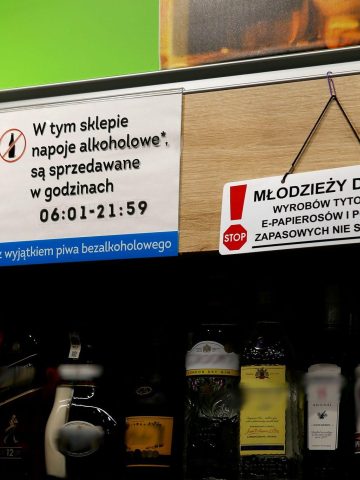 W tym sklepie
napoje alkoholowe*,
są sprzedawane
w godzinach
06:01-21:59
z wyjątkiem piwa bezalkoholowego
MŁODZIEŻY D
WYROBÓW TYTO
E-PAPIEROSÓW I P
ZAPASOWYCH NIE S
STOP
12